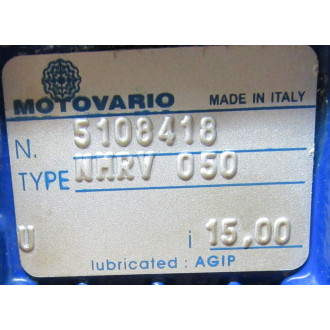 MOTOVARIO MADE IN ITALY
N. 5108418
TYPE NMRV 050
U i 15,00
lubricated : AGIP